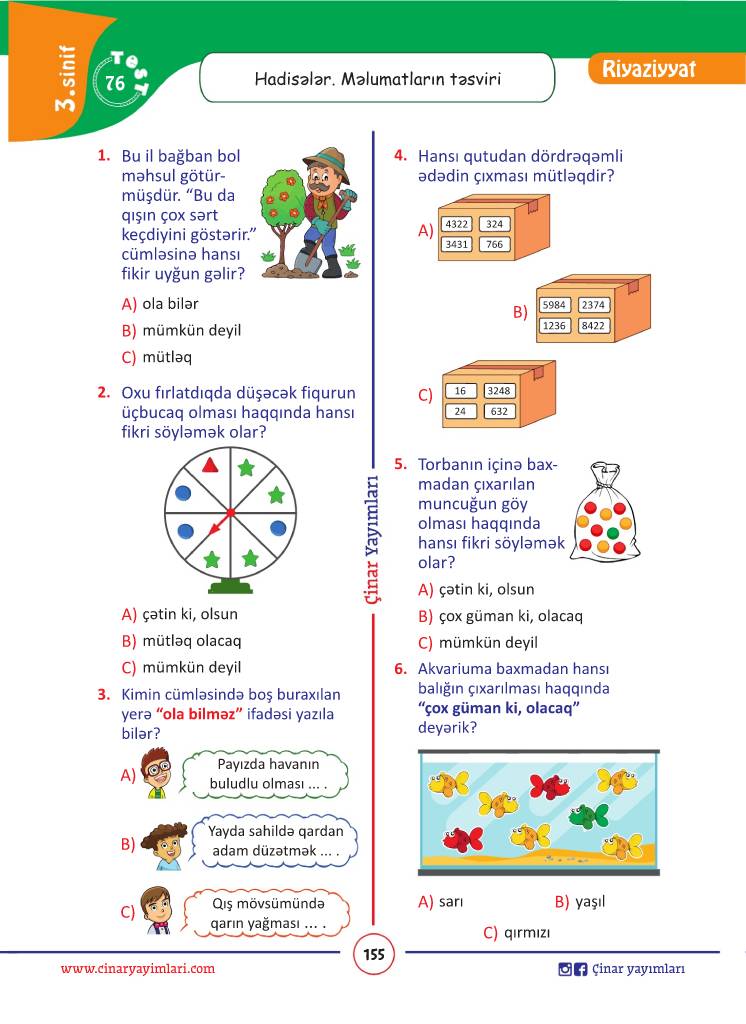 3.sinif
TEST
76
Hadisələr. Məlumatların təsviri
Riyaziyyat
1. Bu il bağban bol
məhsul götür-
müşdür. “Bu da
qışın çox sərt
keçdiyini göstərir.”
cümləsinə hansı
fikir uyğun gəlir?
A) ola bilər
B) mümkün deyil
C) mütləq
2. Oxu fırlatdıqda düşəcək fiqurun
üçbucaq olması haqqında hansı
fikri söyləmək olar?
A) çətin ki, olsun
B) mütləq olacaq
C) mümkün deyil
3. Kimin cümləsində boş buraxılan
yerə “ola bilməz” ifadəsi yazıla
bilər?
A) Payızda havanın
buludlu olması ... .
B) Yayda sahildə qardan
adam düzətmək ... .
C) Qış mövsümündə
qarın yağması ... .
Çinar Yayımları
4. Hansı qutudan dördrəqəmli
ədədin çıxması mütləqdir?
A)
4322 324
3431 766
B)
5984 2374
1236 8422
C)
16 3248
24 632
5. Torbanın içinə bax-
madan çıxarılan
muncuğun göy
olması haqqında
hansı fikri söyləmək
olar?
A) çətin ki, olsun
B) çox güman ki, olacaq
C) mümkün deyil
6. Akvariuma baxmadan hansı
balığın çıxarılması haqqında
“çox güman ki, olacaq”
deyərik?
A) sarı B) yaşıl
C) qırmızı
www.cinaryayimlari.com
155
Çinar yayımları